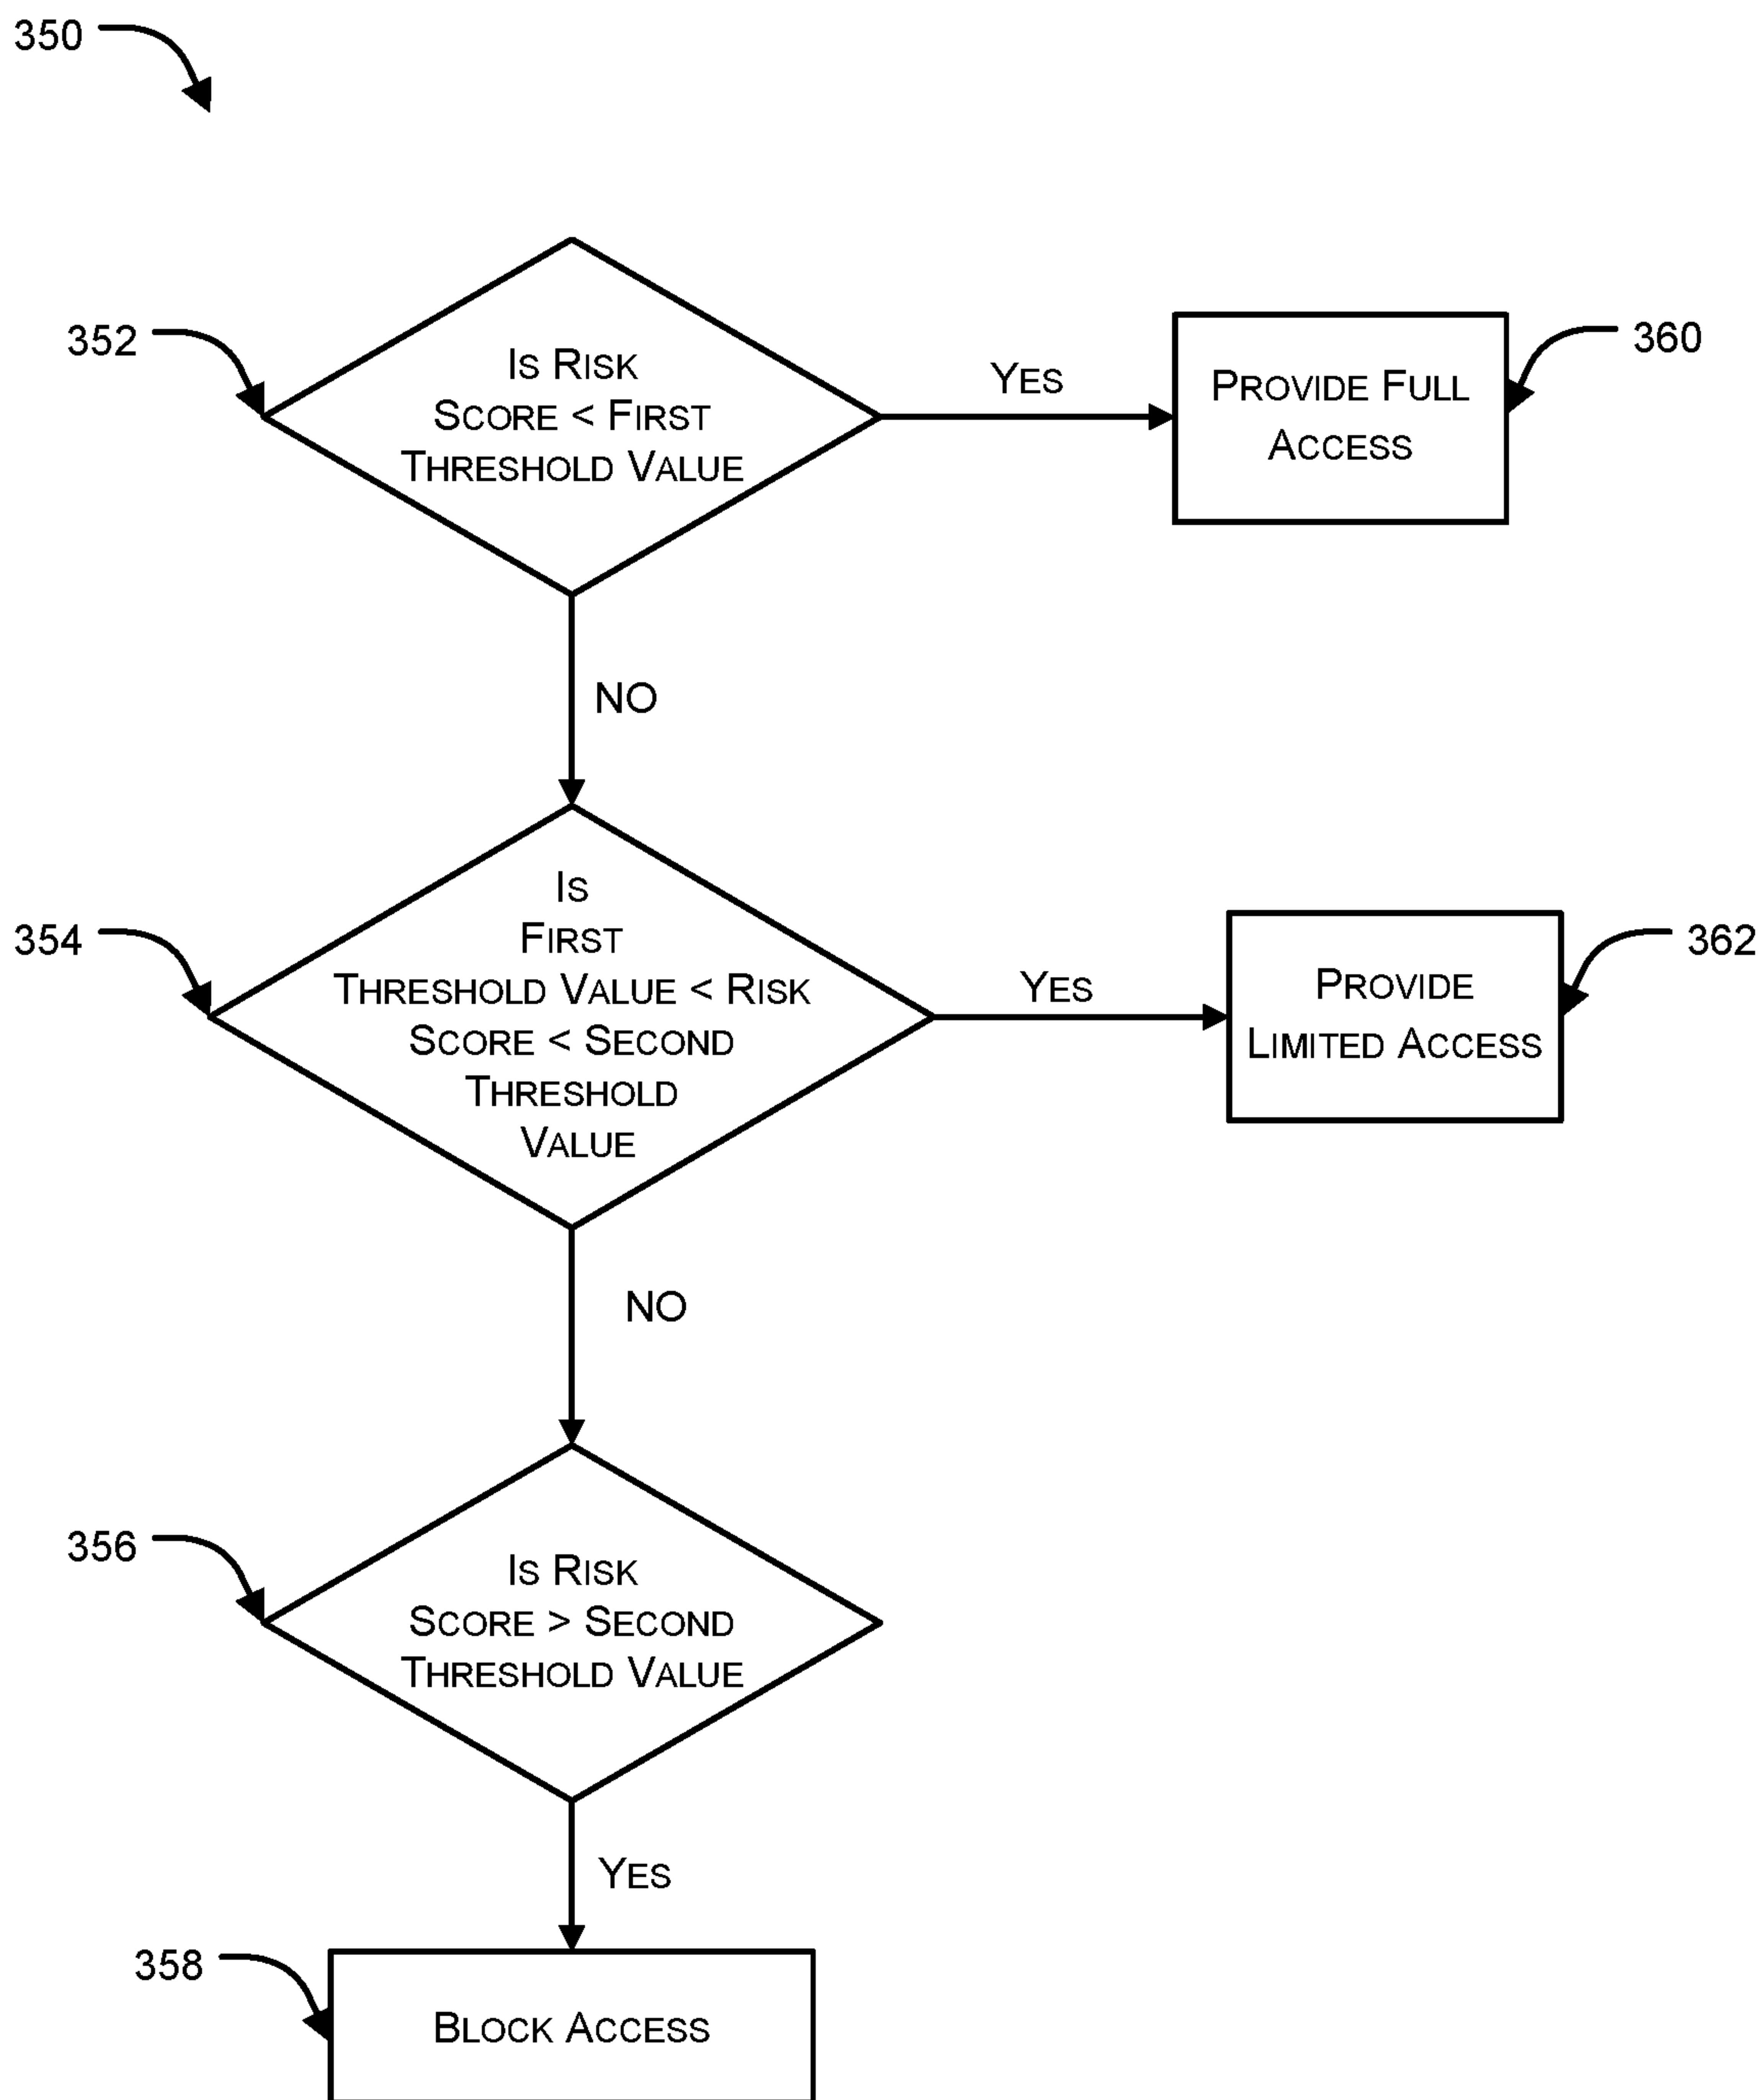 350
352
Is Risk
Score < First
Threshold Value
Yes
Provide Full
Access
360
NO
354
Is
First
Threshold Value < Risk
Score < Second
Threshold
Value
Yes
Provide
Limited Access
362
NO
356
Is Risk
Score > Second
Threshold Value
Yes
358
Block Access